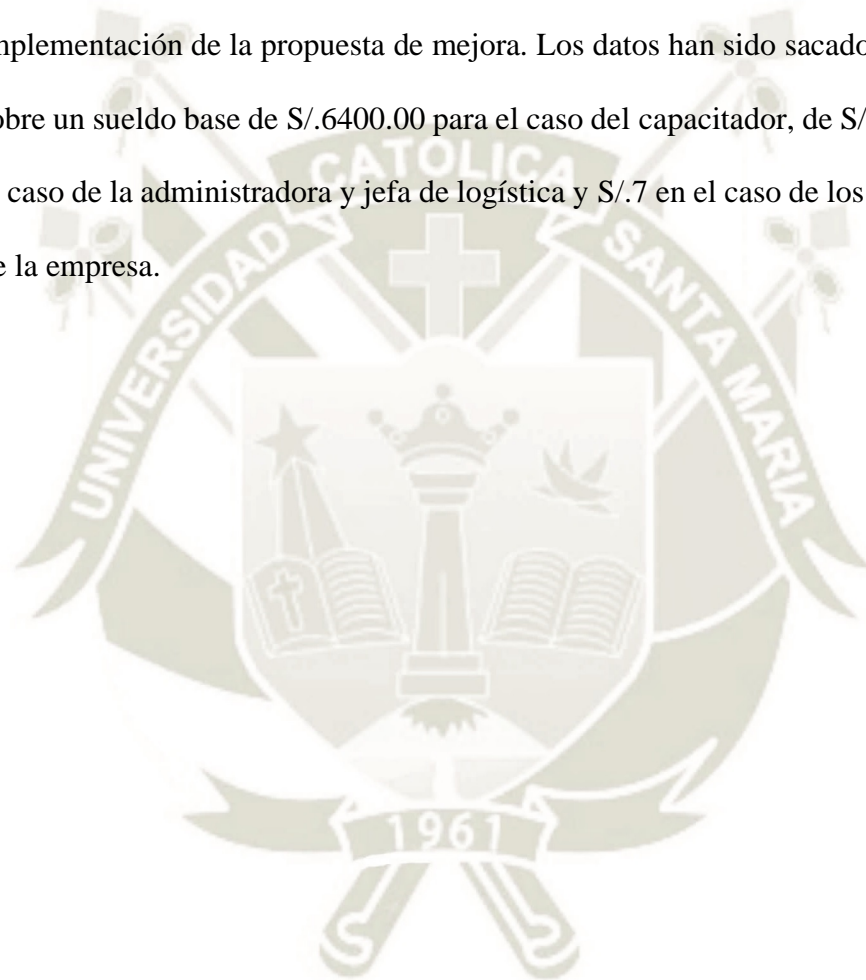 nplementación de la propuesta de mejora. Los datos han sido sacado
obre un sueldo base de S/.6400.00 para el caso del capacitador, de S/
caso de la administradora y jefa de logística y S/.7 en el caso de los
e la empresa.
UNIVERSIDAD CATOLICA SANTA MARIA
1961